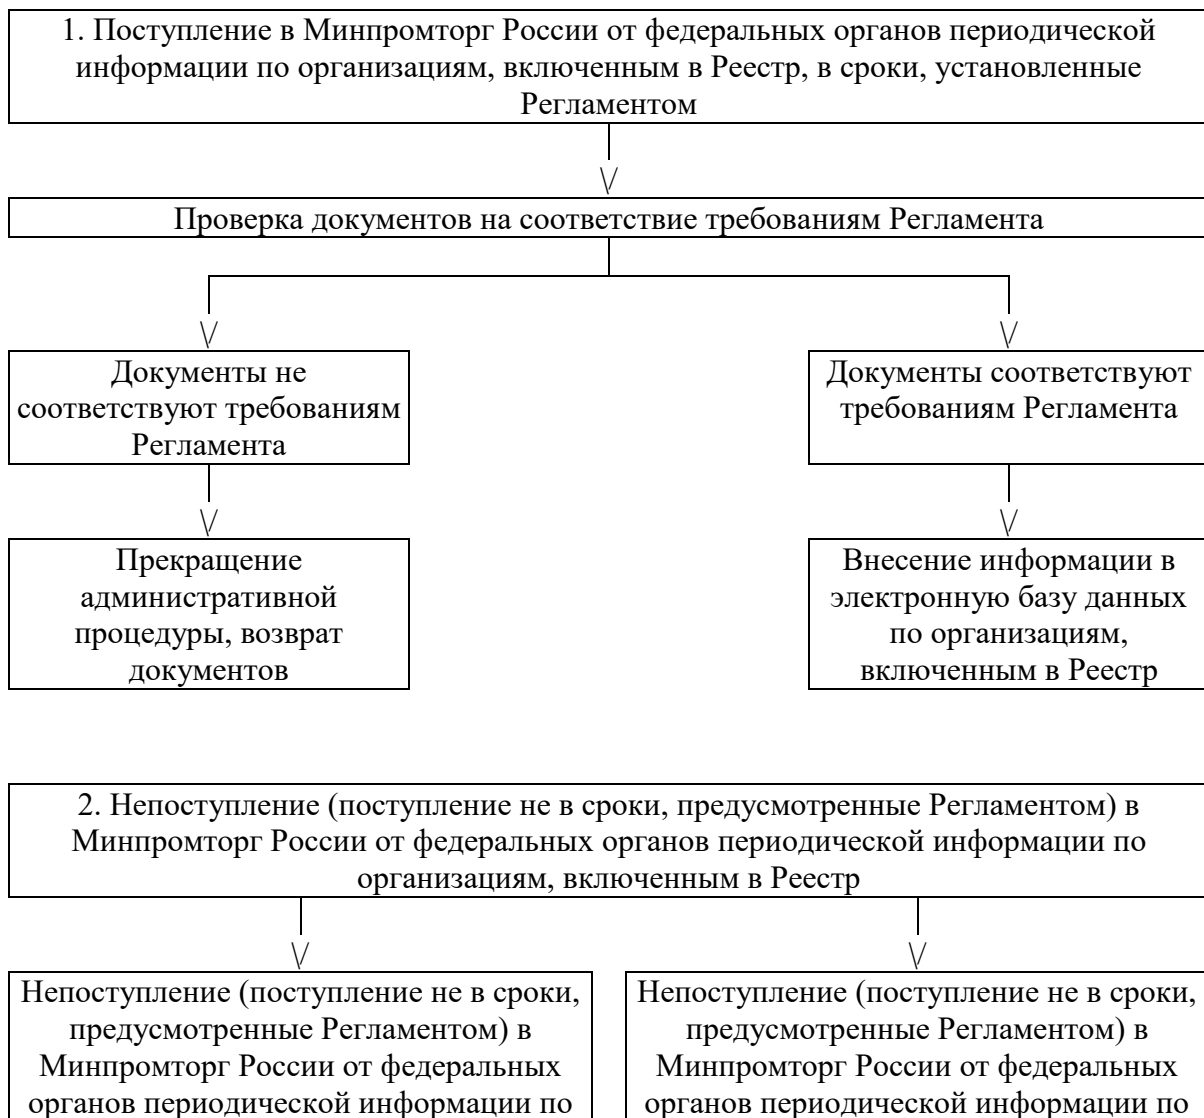 1. Поступление в Минпромторг России от федеральных органов периодической
информации по организациям, включенным в Реестр, в сроки, установленные
Регламентом
Проверка документов на соответствие требованиям Регламента
Документы не
соответствуют требованиям
Регламента
Документы соответствуют
требованиям Регламента
Прекращение
административной
процедуры, возврат
документов
Внесение информации в
электронную базу данных
по организациям,
включенным в Реестр
2. Непоступление (поступление не в сроки, предусмотренные Регламентом) в
Минпромторг России от федеральных органов периодической информации по
организациям, включенным в Реестр
Непоступление (поступление не в сроки,
предусмотренные Регламентом) в
Минпромторг России от федеральных
органов периодической информации по
Непоступление (поступление не в сроки,
предусмотренные Регламентом) в
Минпромторг России от федеральных
органов периодической информации по